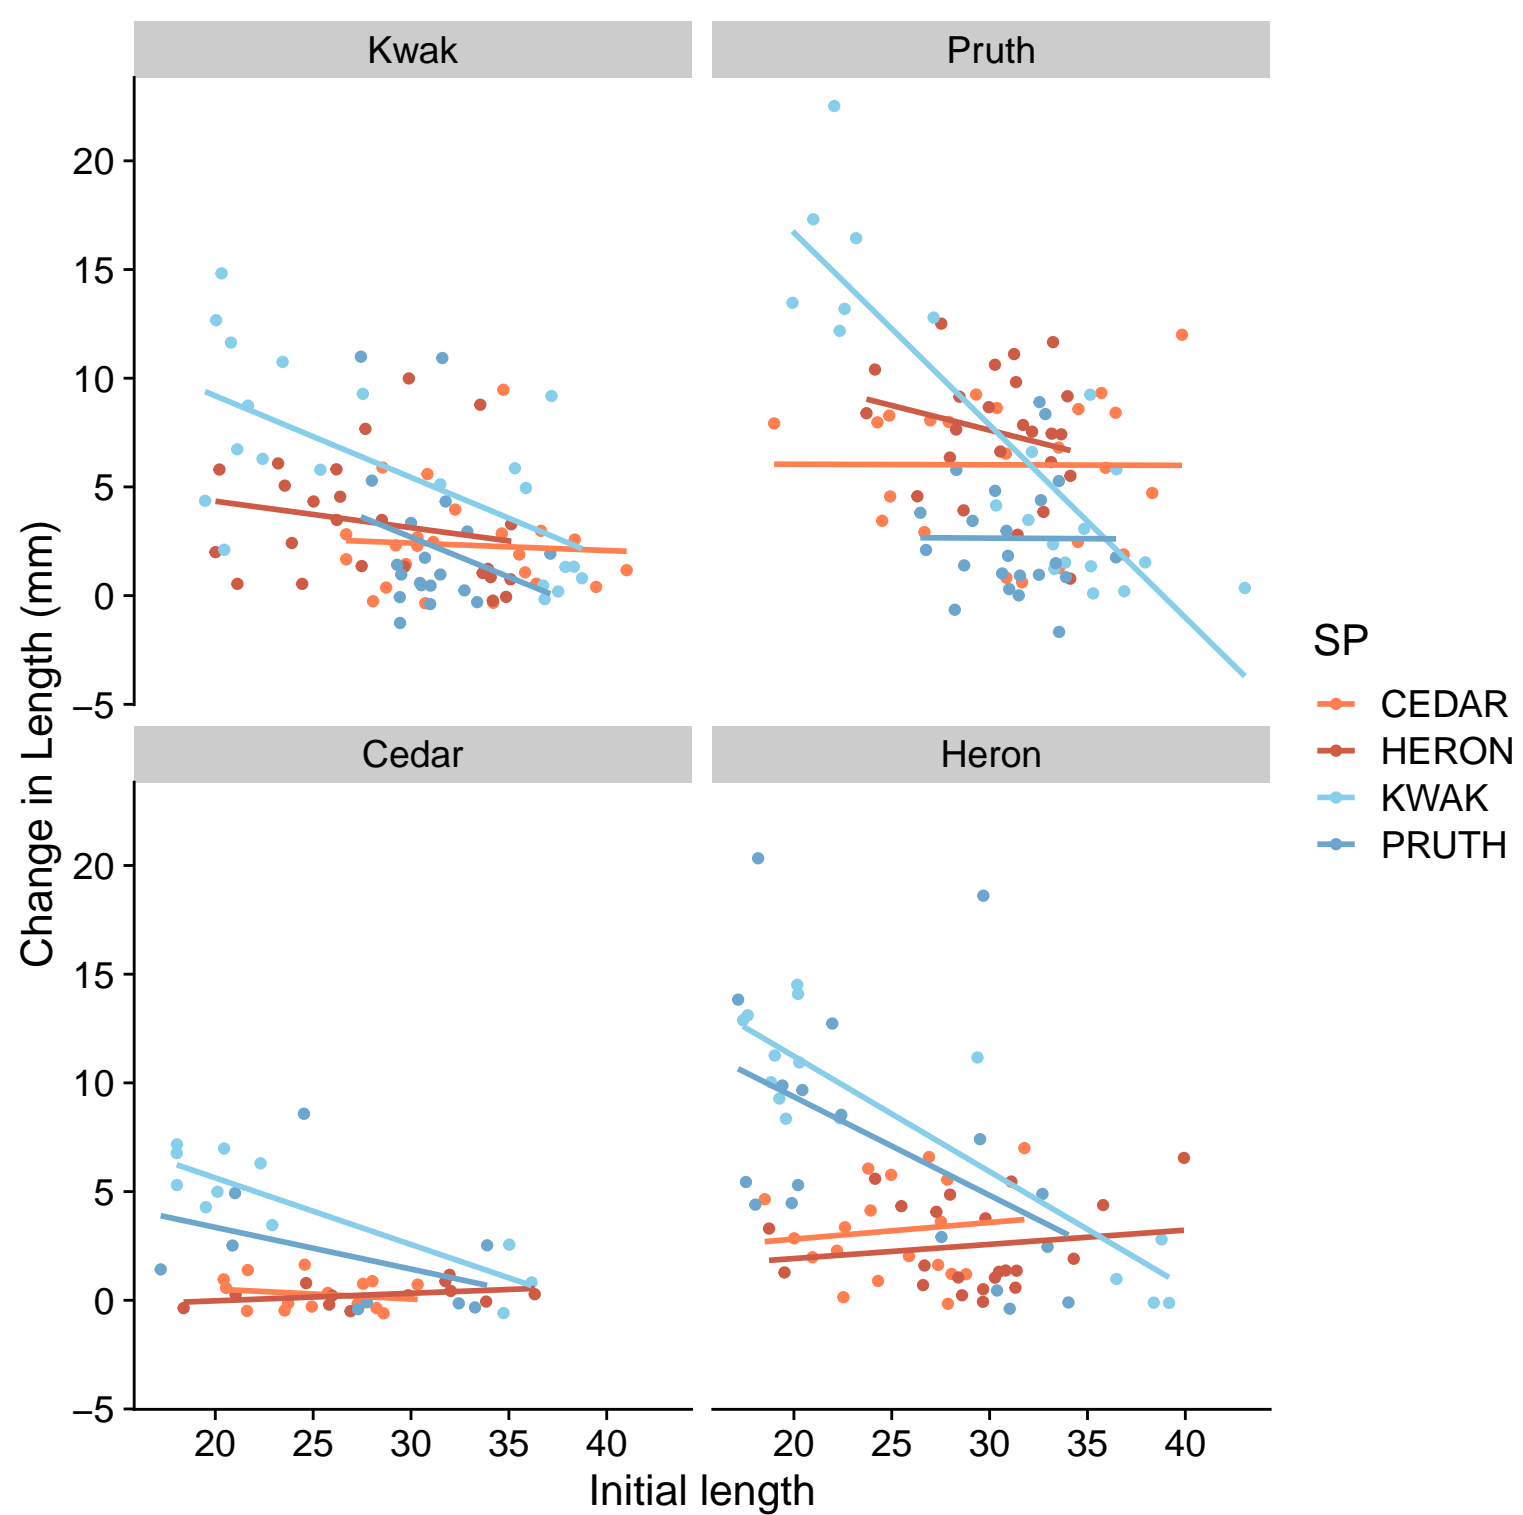 Kwak
Pruth
20
15
10
5
0
–5
Cedar
Heron
20
15
10
5
0
–5
20 25 30 35 40
20 25 30 35 40
Initial length
Change in Length (mm)
SP
CEDAR
HERON
KWAK
PRUTH